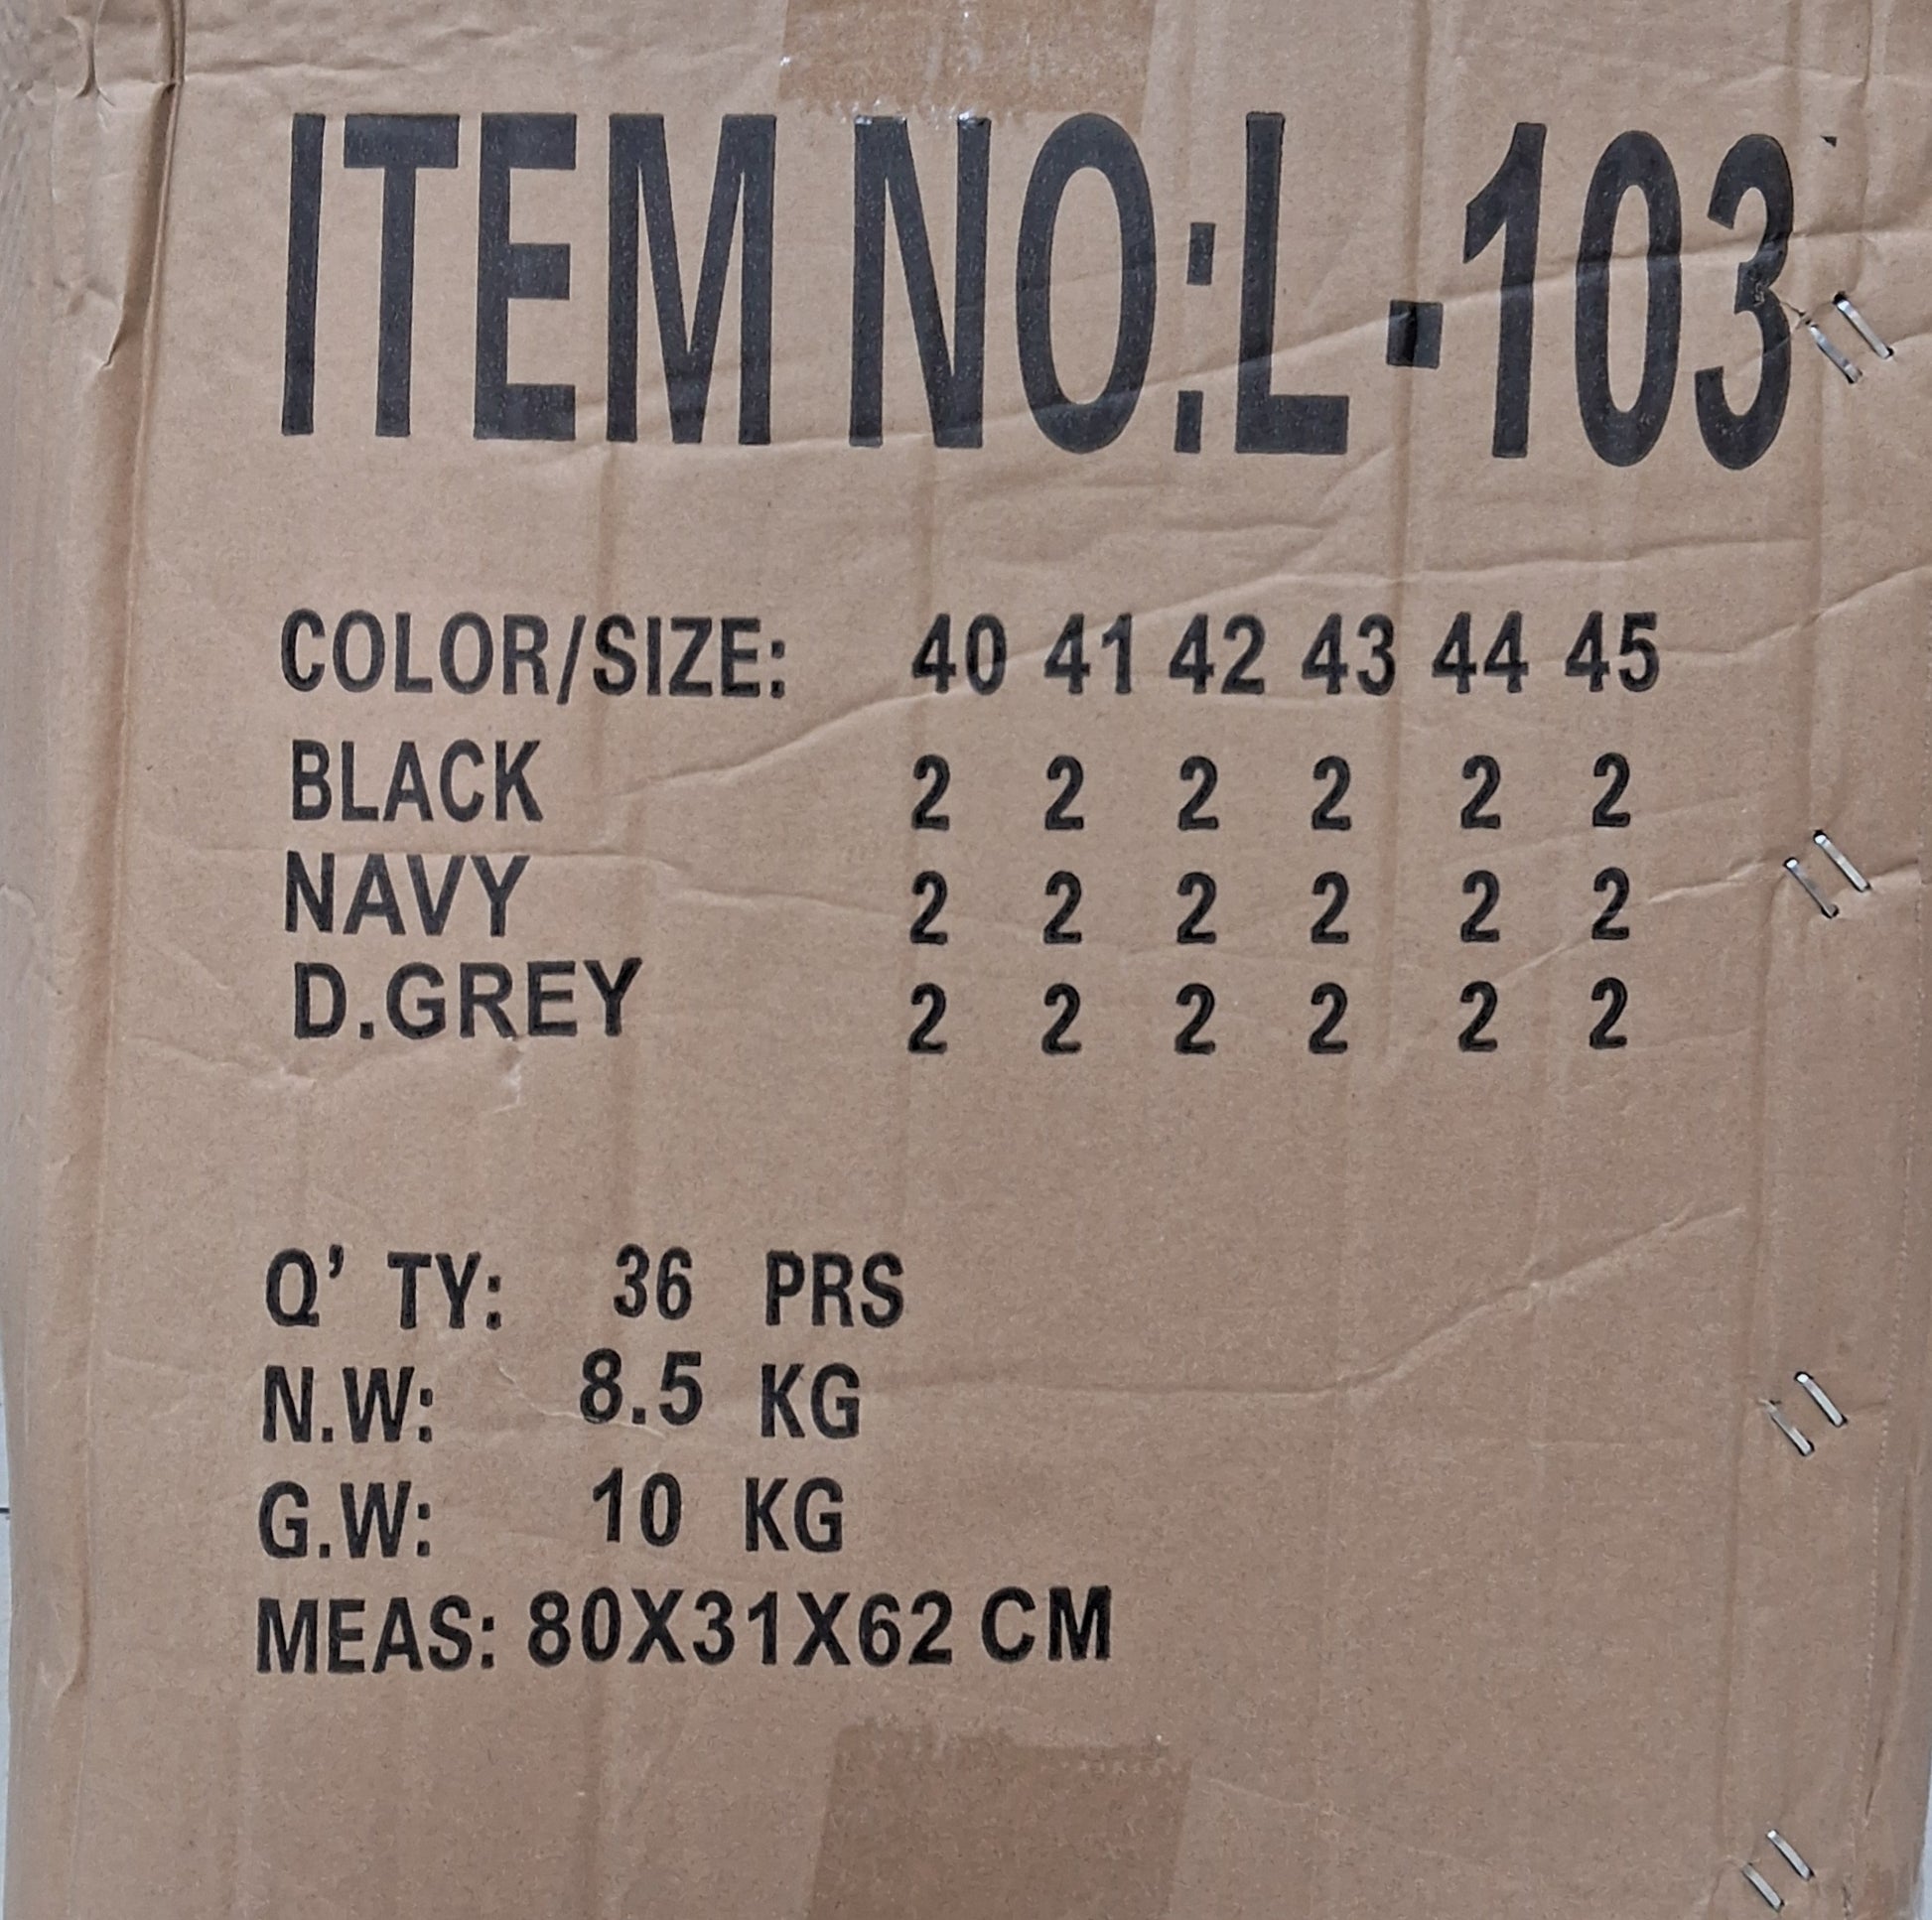 ITEM NO:L-103
COLOR/SIZE: 40 41 42 43 44 45
BLACK 2 2 2 2 2 2
NAVY 2 2 2 2 2 2
D.GREY 2 2 2 2 2 2
Q' TY: 36 PRS
N.W: 8.5 KG
G.W: 10 KG
MEAS: 80X31X62 CM